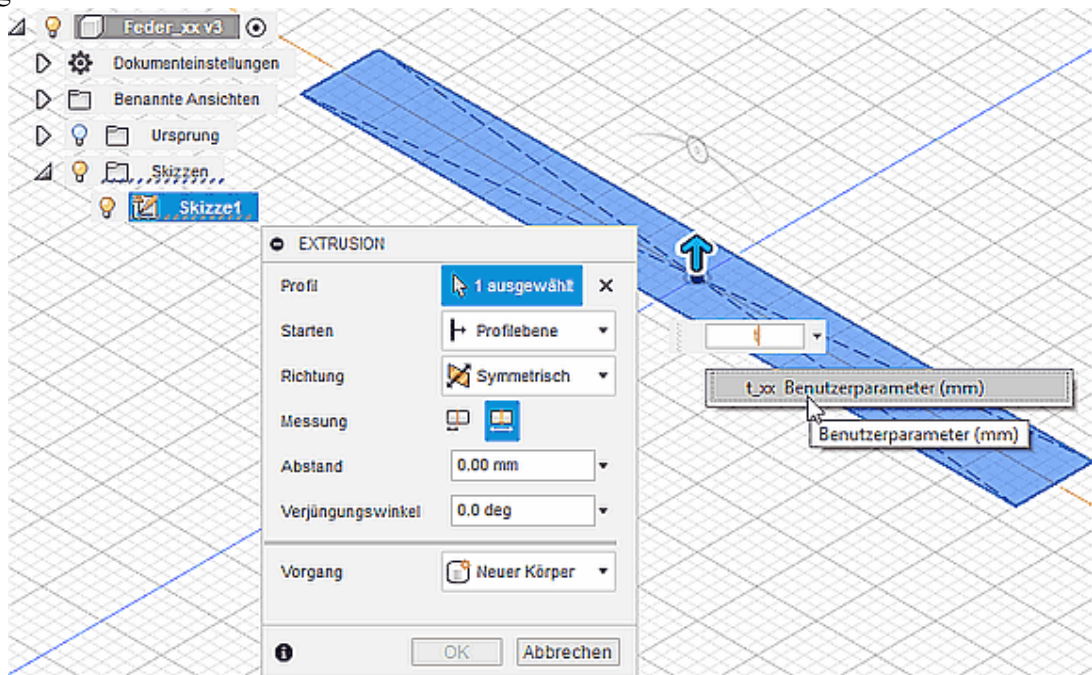 g
Feder_xx v3
Dokumenteinstellungen
Benannte Ansichten
Ursprung
Skizzen
Skizze1
EXTRUSION
Profil 1 ausgewählt
Starten Profilebene
Richtung Symmetrisch
Messung
Abstand 0.00 mm
Verjüngungswinkel 0.0 deg
Vorgang Neuer Körper
OK Abbrechen
t
t_xx Benutzerparameter (mm)
Benutzerparameter (mm)